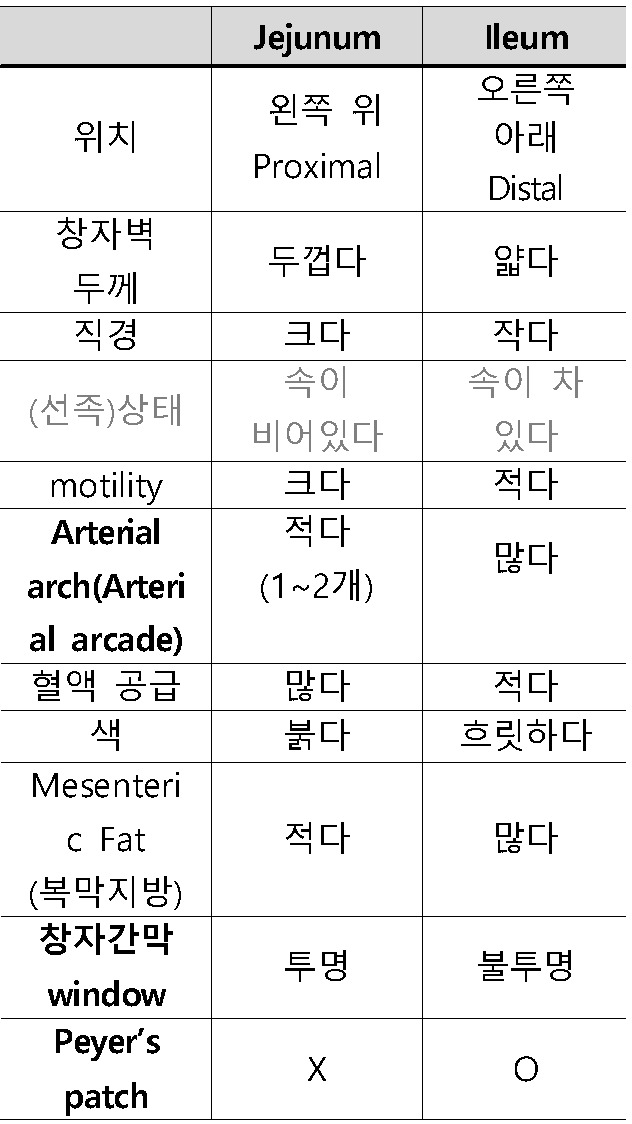 Jejunum Ileum
위치 왼쪽 위 Proximal 오른쪽 아래 Distal
창자벽 두께 두껍다 얇다
직경 크다 작다
(선족)상태 속이 비어있다 속이 차 있다
motility 크다 적다
Arterial arch(Arteri al arcade) 적다 (1~2개) 많다
혈액 공급 많다 적다
색 붉다 흐릿하다
Mesenteri c Fat (복막지방) 적다 많다
창자간막 window 투명 불투명
Peyer’s patch X O